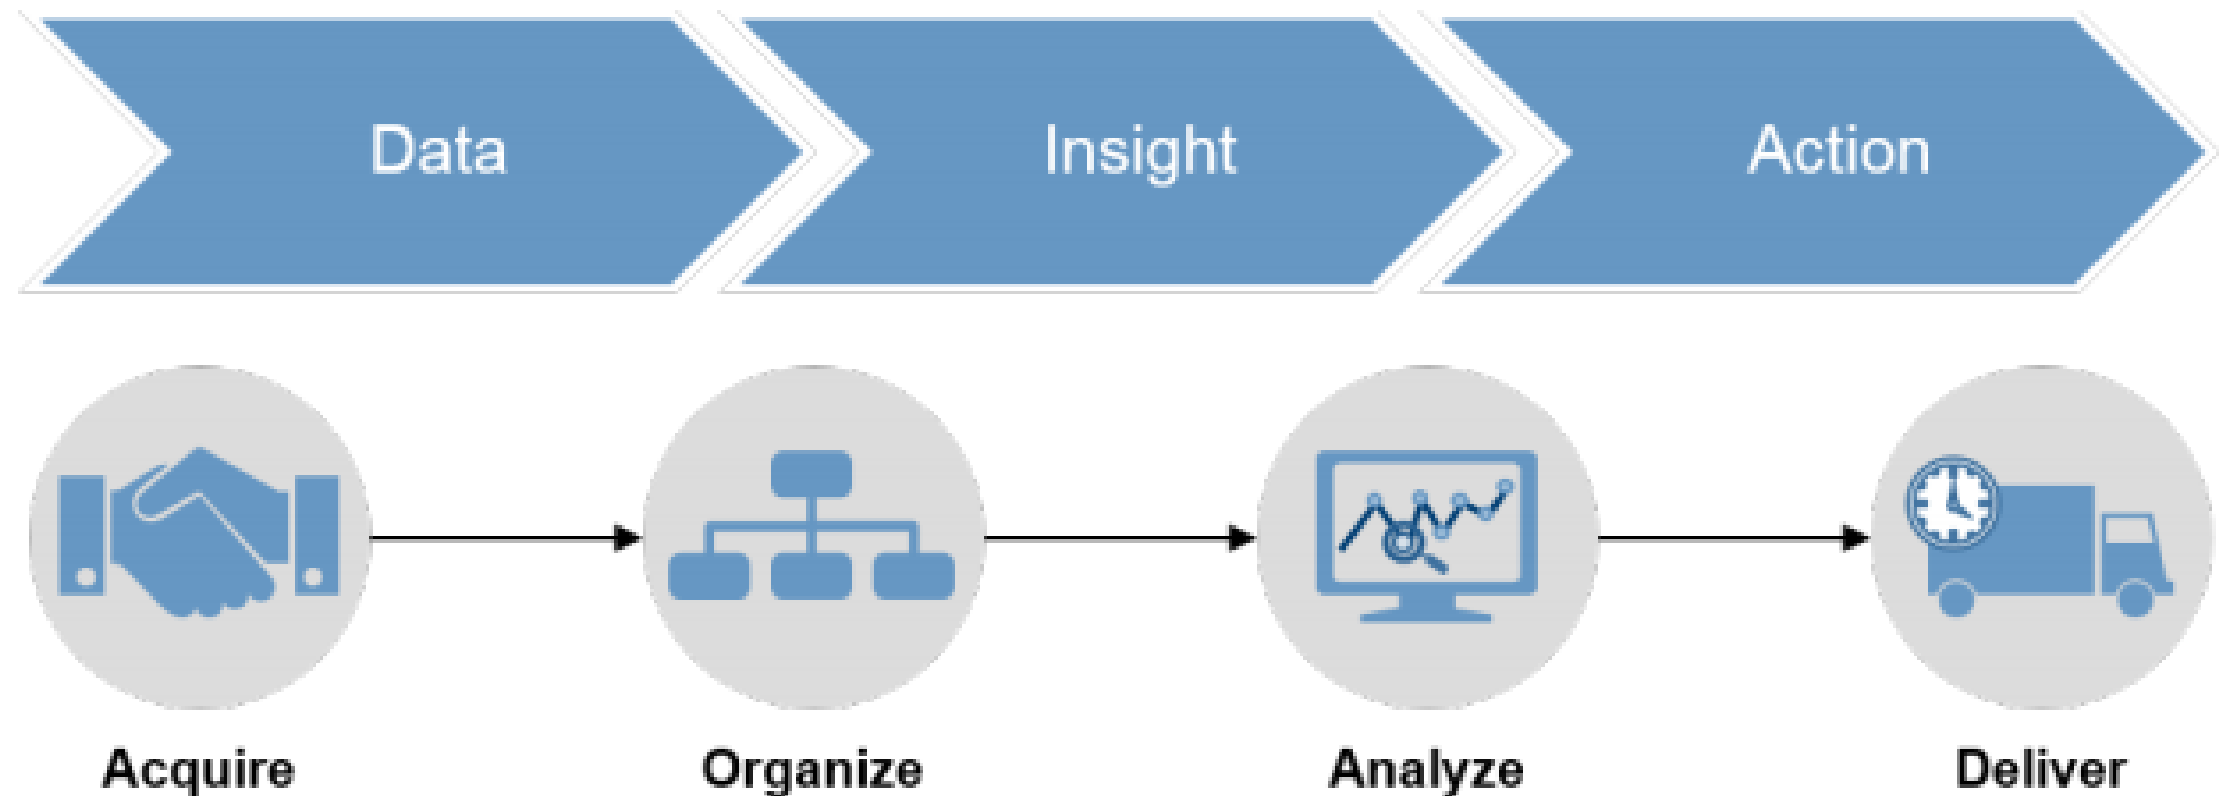 Data
Insight
Action
Acquire
Organize
Analyze
Deliver